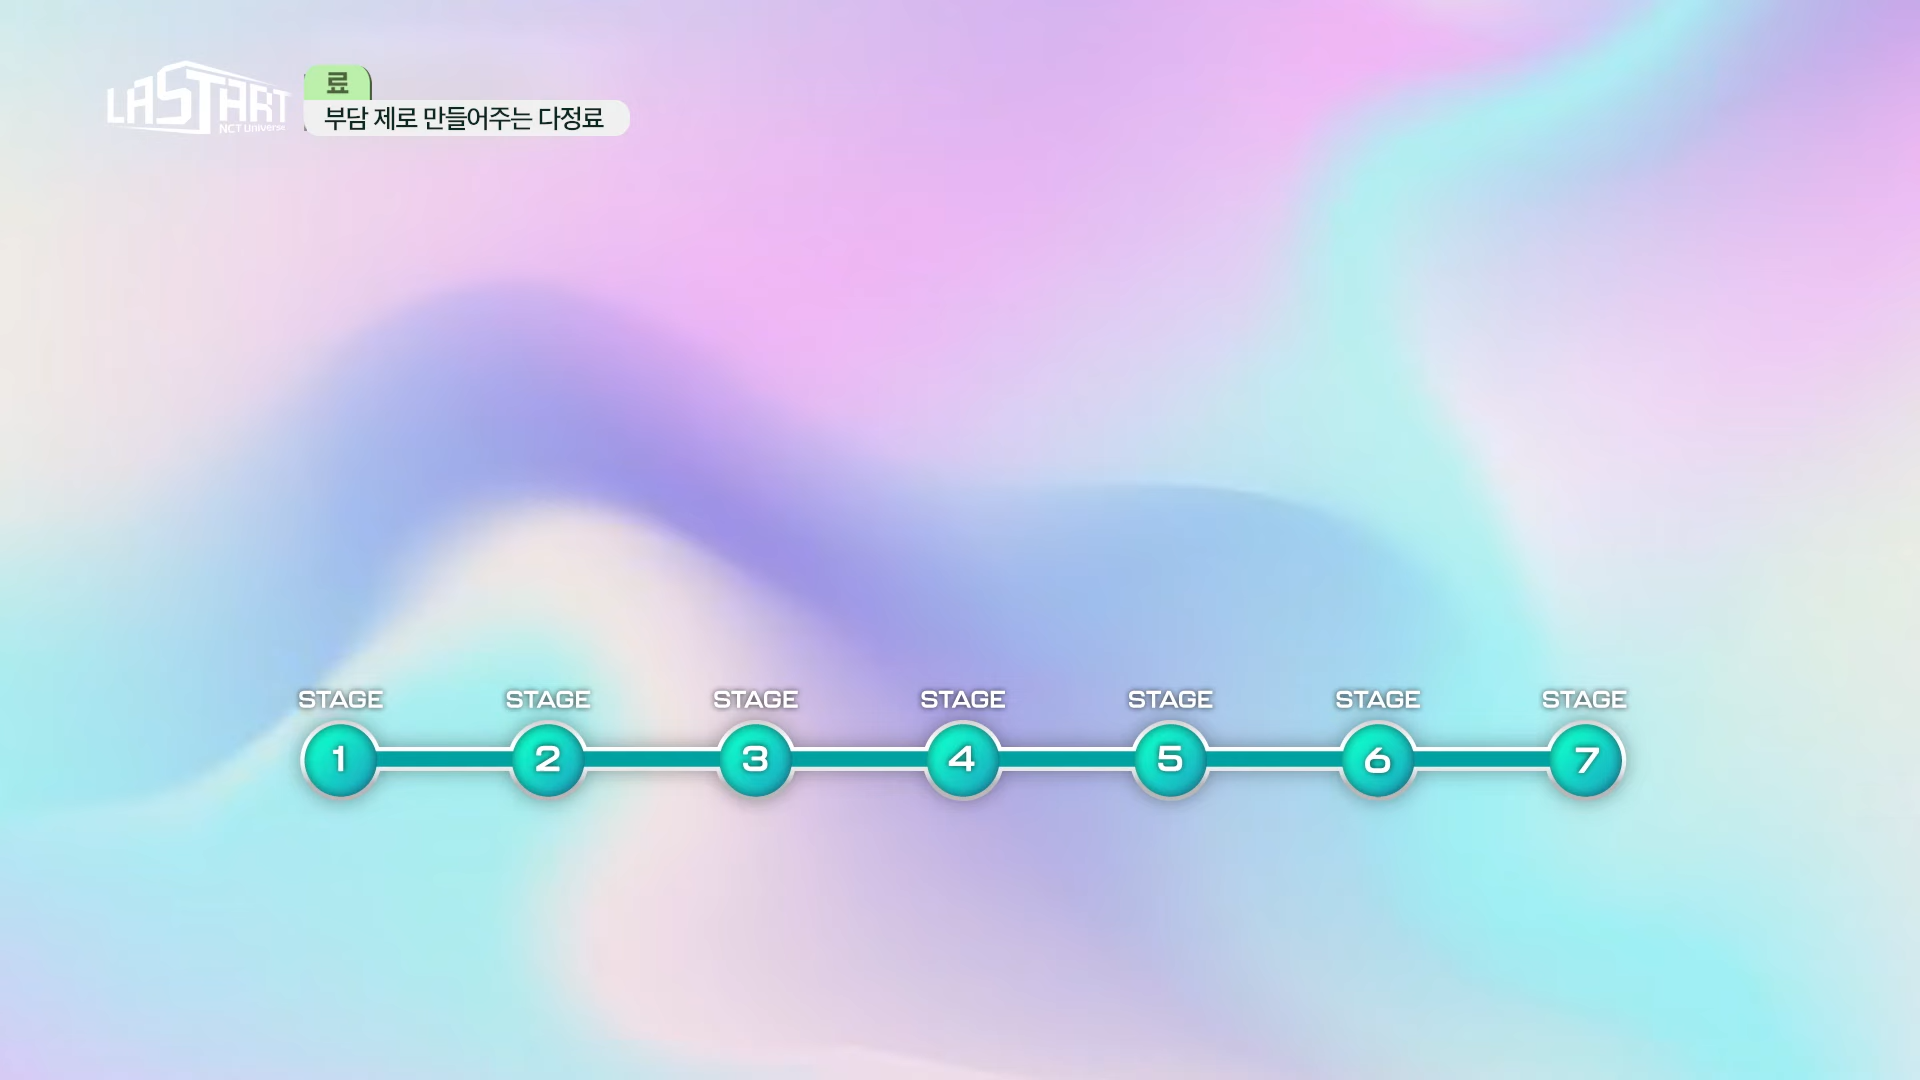 LASTART
NCT Universe
료
부담 제로 만들어주는 다정료
STAGE STAGE STAGE STAGE STAGE STAGE STAGE
1 2 3 4 5 6 7